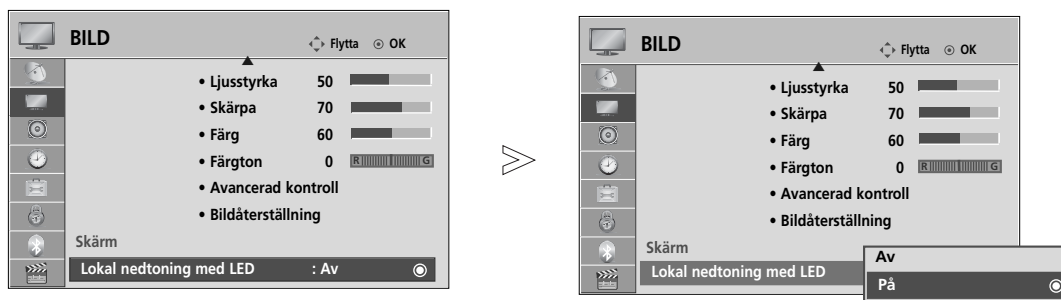 BILD
Flytta OK
• Ljusstyrka 50
• Skärpa 70
• Färg 60
• Färgton 0 R G
• Avancerad kontroll
• Bildåterställning
Skärm
Lokal nedtoning med LED : Av
BILD
Flytta OK
• Ljusstyrka 50
• Skärpa 70
• Färg 60
• Färgton 0 R G
• Avancerad kontroll
• Bildåterställning
Skärm
Lokal nedtoning med LED
Av
På